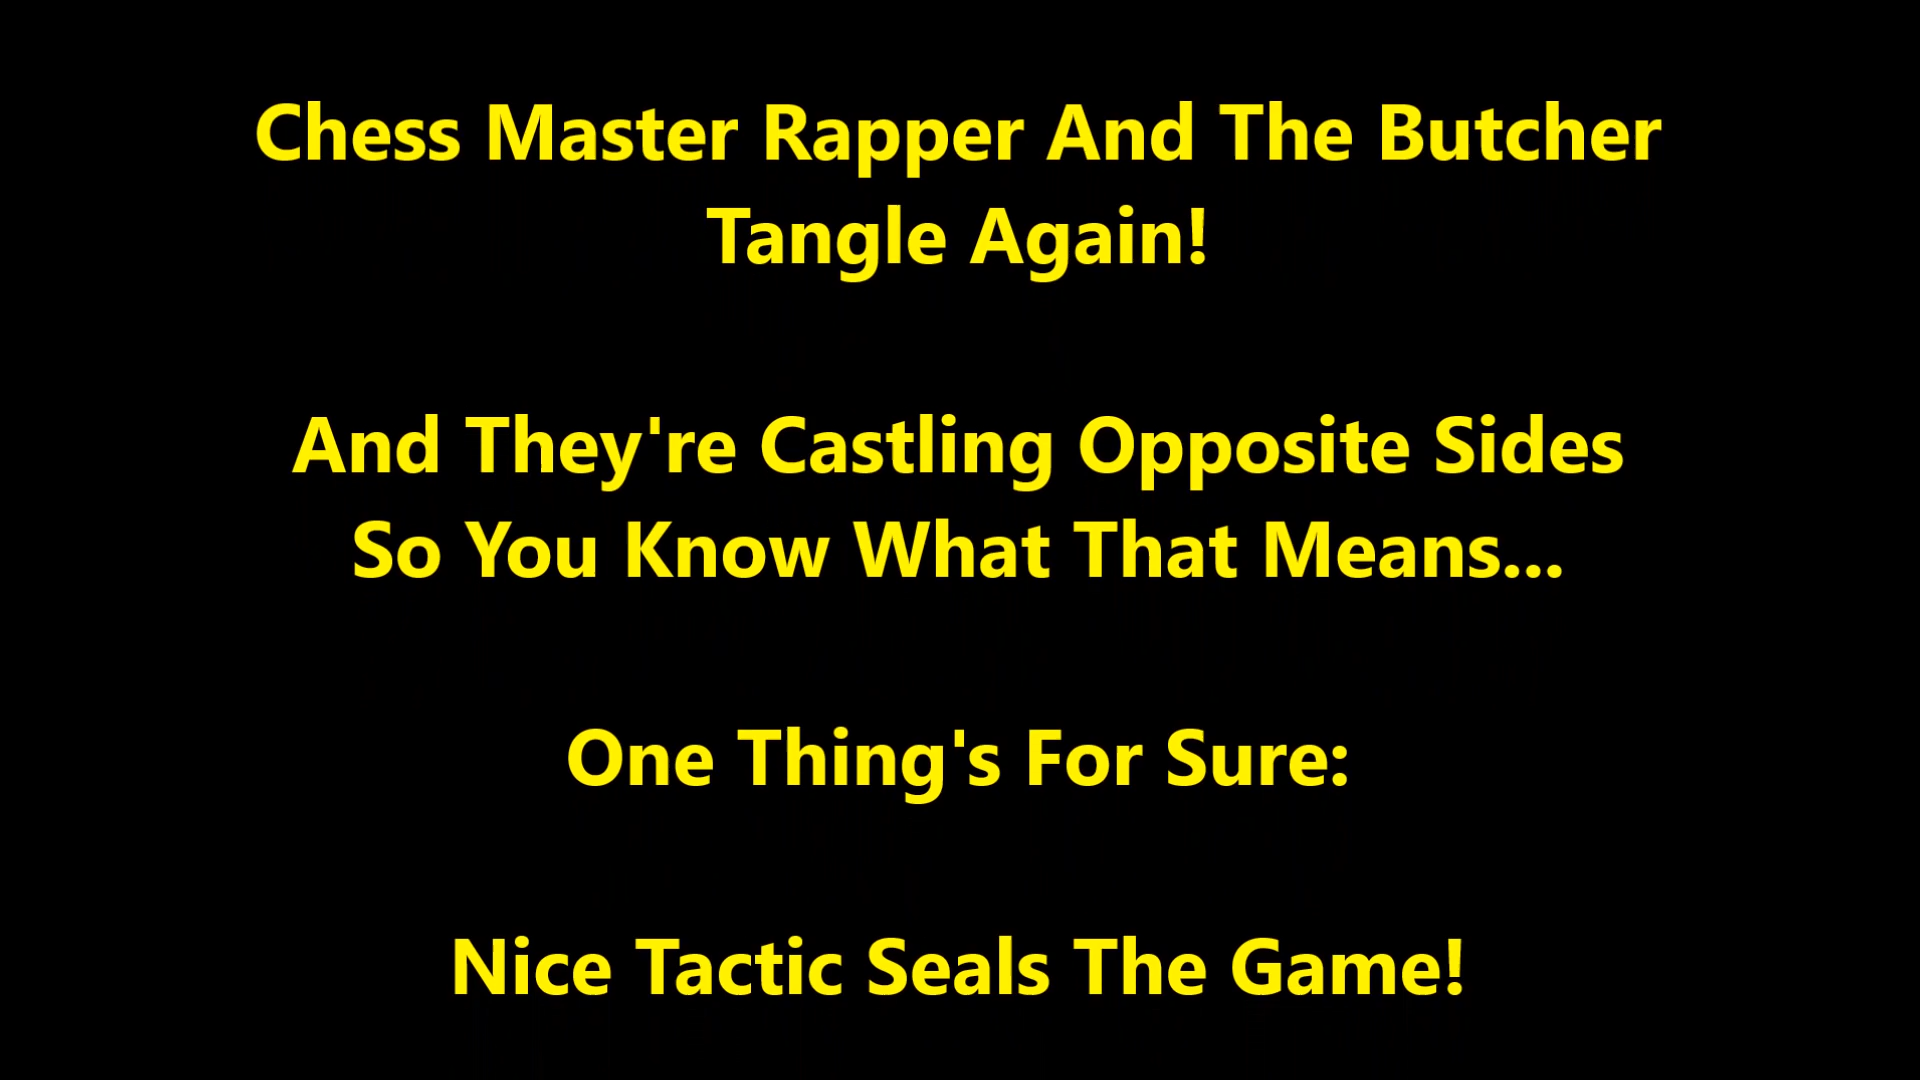 Chess Master Rapper And The Butcher
Tangle Again!
And They're Castling Opposite Sides
So You Know What That Means...
One Thing's For Sure:
Nice Tactic Seals The Game!